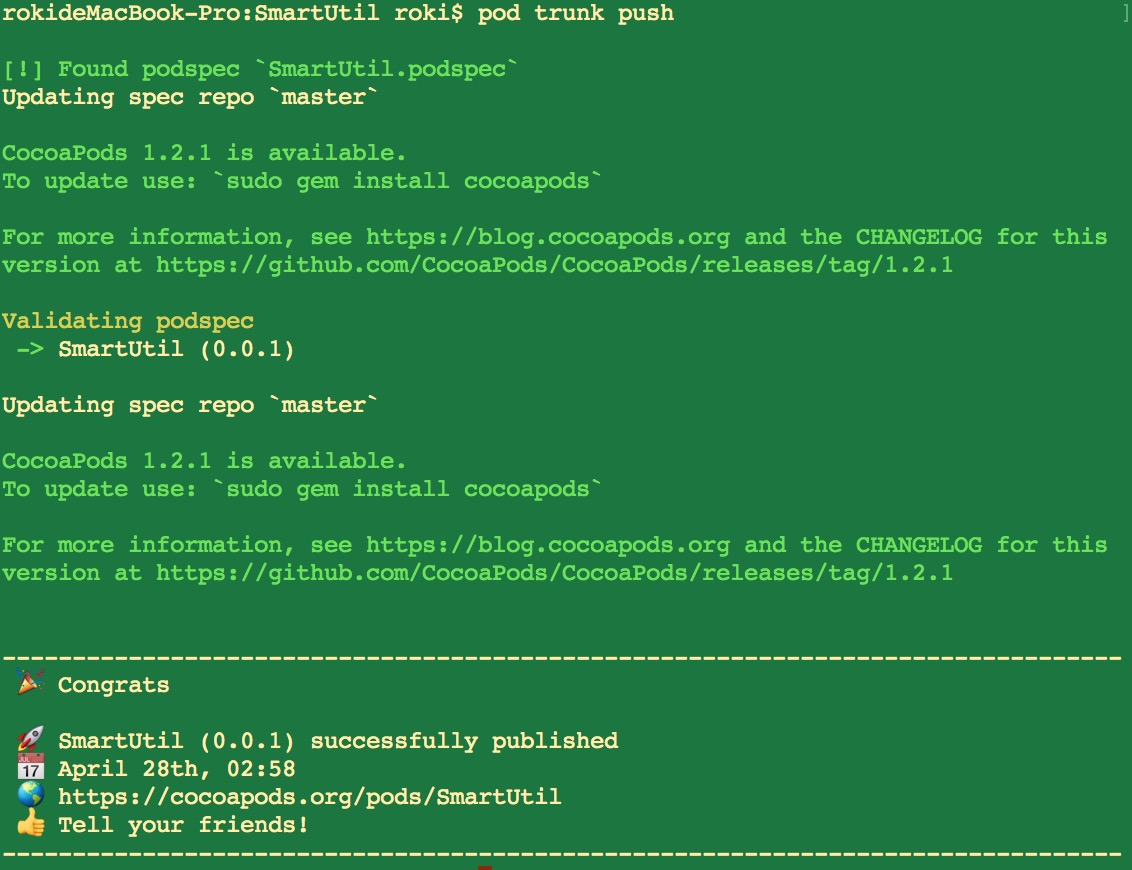 rokideMacBook-Pro:SmartUtil roki$ pod trunk push ]
[!] Found podspec `SmartUtil.podspec`
Updating spec repo `master`
CocoaPods 1.2.1 is available.
To update use: `sudo gem install cocoapods`
For more information, see https://blog.cocoapods.org and the CHANGELOG for this
version at https://github.com/CocoaPods/CocoaPods/releases/tag/1.2.1
Validating podspec
-> SmartUtil (0.0.1)
Updating spec repo `master`
CocoaPods 1.2.1 is available.
To update use: `sudo gem install cocoapods`
For more information, see https://blog.cocoapods.org and the CHANGELOG for this
version at https://github.com/CocoaPods/CocoaPods/releases/tag/1.2.1
--------------------------------------------------------------------------------
🎉 Congrats
🚀 SmartUtil (0.0.1) successfully published
📅 April 28th, 02:58
🌎 https://cocoapods.org/pods/SmartUtil
👍 Tell your friends!
--------------------------------------------------------------------------------